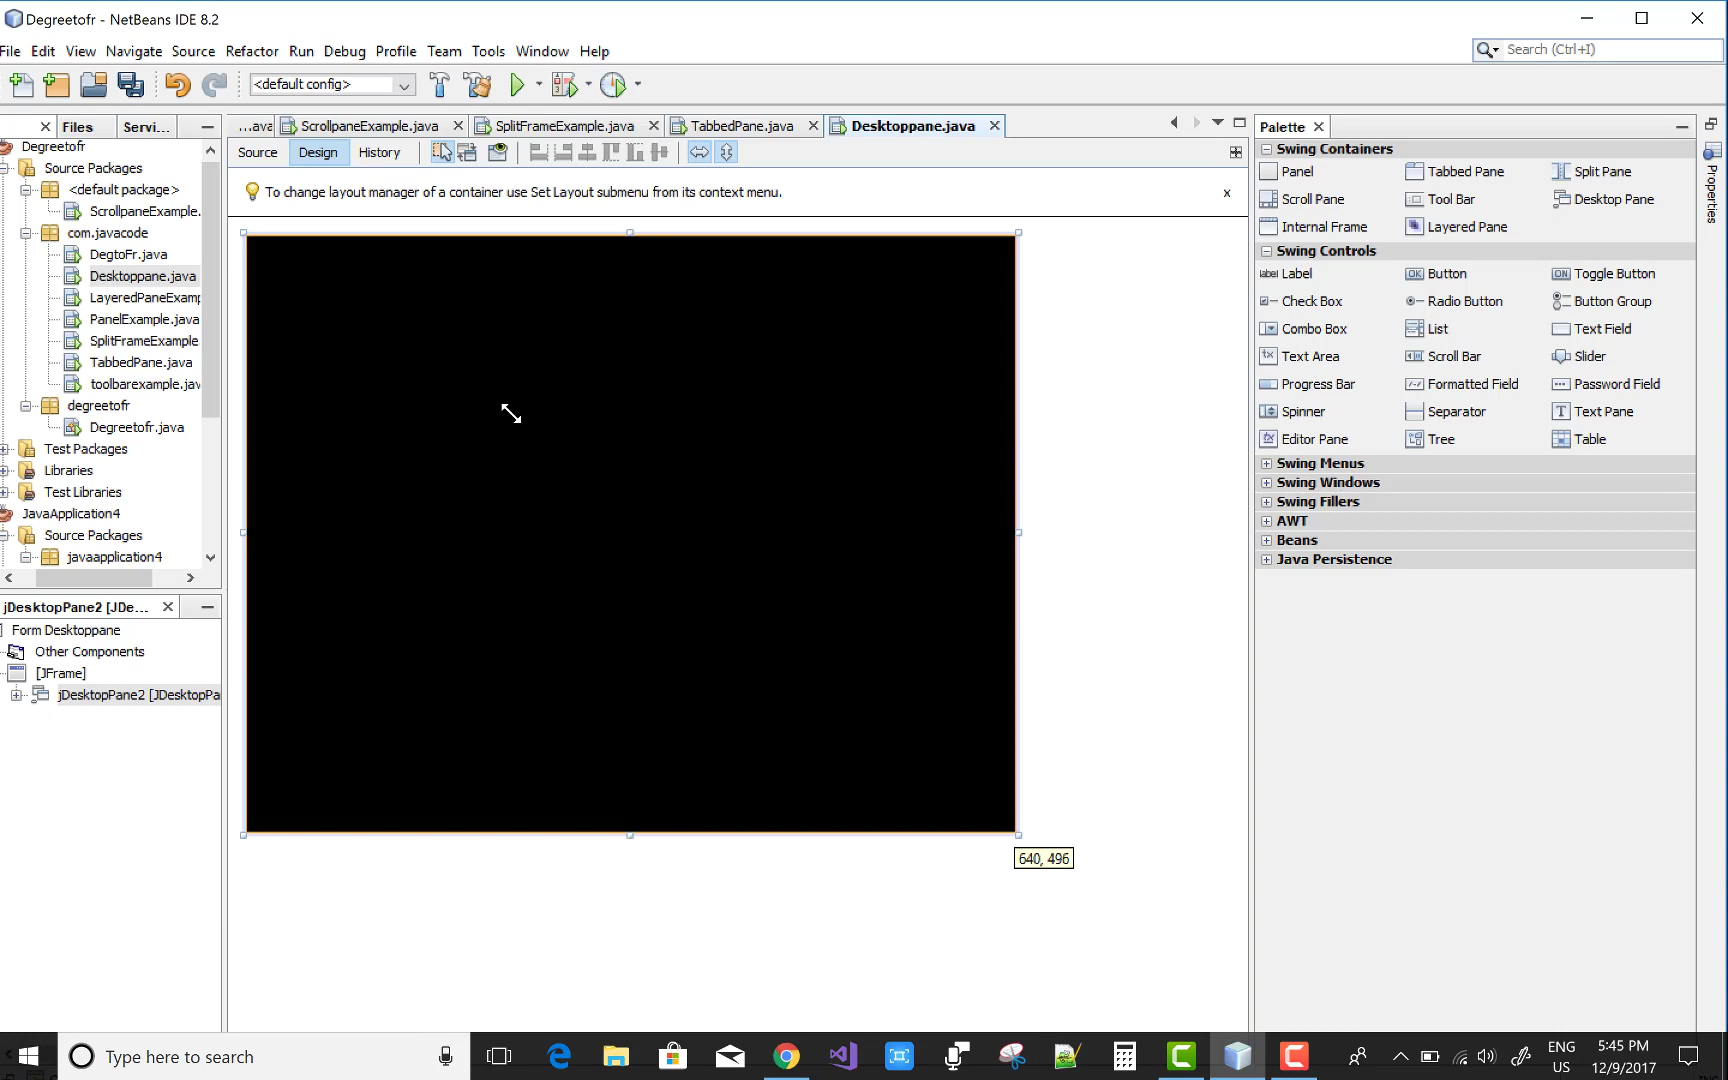 Degreetofr - NetBeans IDE 8.2
File Edit View Navigate Source Refactor Run Debug Profile Team Tools Window Help
Search (Ctrl+I)
<default config>
Files Servi...
...ava ScrollpaneExample.java SplitFrameExample.java TabbedPane.java Desktoppane.java
Source Design History
To change layout manager of a container use Set Layout submenu from its context menu.
x
Degreetofr
Source Packages
<default package>
ScrollpaneExample.
com.javacode
DegtoFr.java
Desktoppane.java
LayeredPaneExamp
PanelExample.java
SplitFrameExample
TabbedPane.java
toolbarexample.jav
degreetofr
Degreetofr.java
Test Packages
Libraries
Test Libraries
JavaApplication4
Source Packages
javaapplication4
jDesktopPane2 [JDe...
Form Desktoppane
Other Components
[JFrame]
jDesktopPane2 [JDesktopPa
640, 496
Palette
Swing Containers
Panel Tabbed Pane Split Pane
Scroll Pane Tool Bar Desktop Pane
Internal Frame Layered Pane
Swing Controls
label Label OK Button ON Toggle Button
Check Box Radio Button Button Group
Combo Box List Text Field
Text Area Scroll Bar Slider
Progress Bar Formatted Field Password Field
Spinner Separator Text Pane
Editor Pane Tree Table
Swing Menus
Swing Windows
Swing Fillers
AWT
Beans
Java Persistence
Properties
Type here to search
ENG
US
5:45 PM
12/9/2017